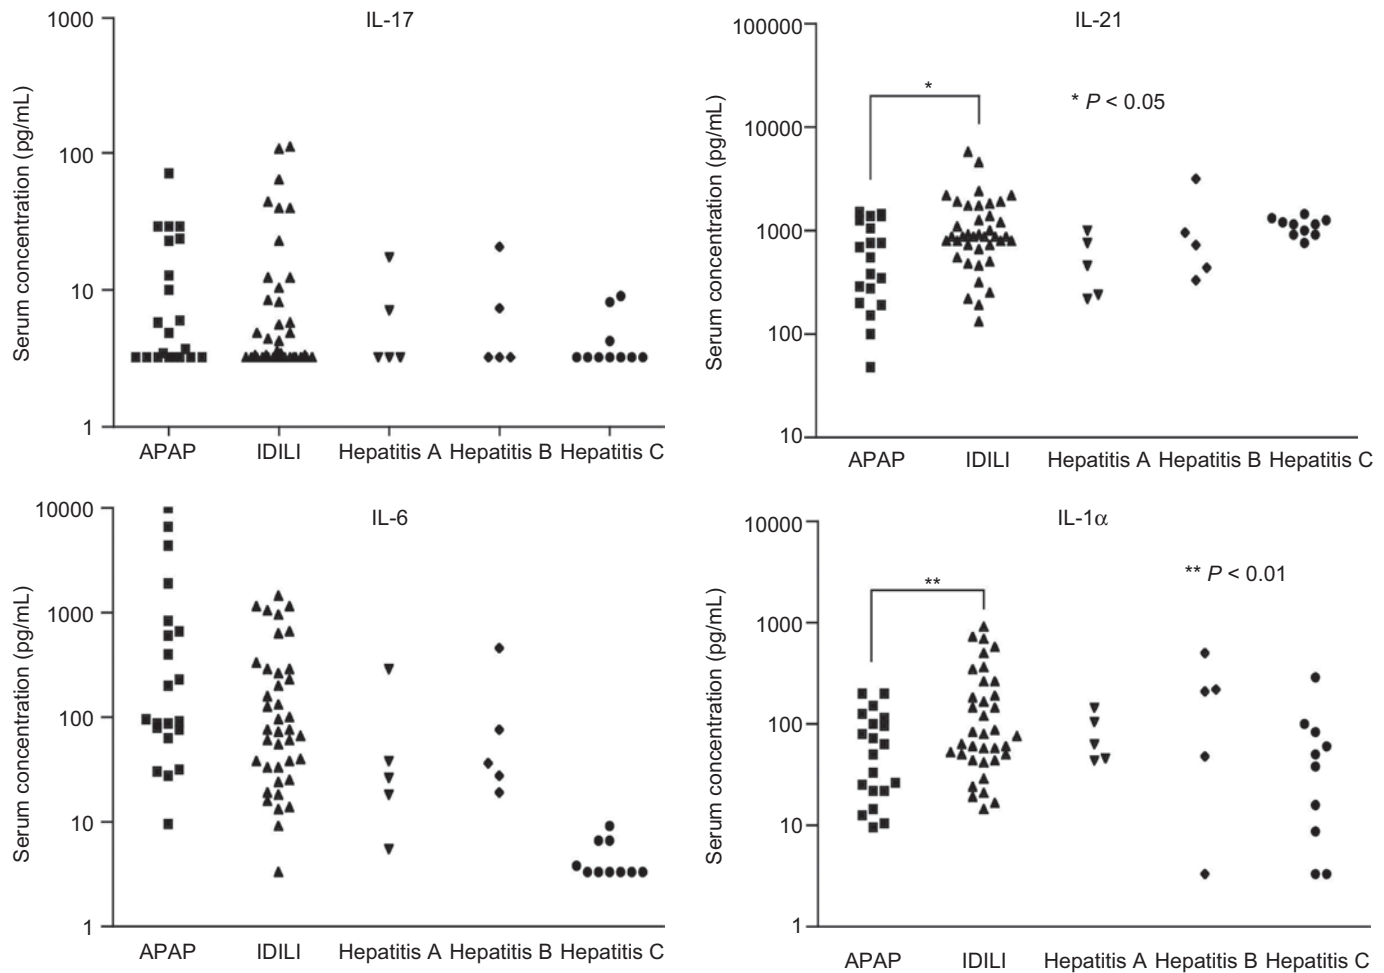 IL-17
Serum concentration (pg/mL)
1000
100
10
1
APAP IDILI Hepatitis A Hepatitis B Hepatitis C
IL-21
Serum concentration (pg/mL)
100000
10000
1000
100
10
*
* P < 0.05
APAP IDILI Hepatitis A Hepatitis B Hepatitis C
IL-6
Serum concentration (pg/mL)
10000
1000
100
10
1
APAP IDILI Hepatitis A Hepatitis B Hepatitis C
IL-1α
Serum concentration (pg/mL)
10000
1000
100
10
1
**
** P < 0.01
APAP IDILI Hepatitis A Hepatitis B Hepatitis C